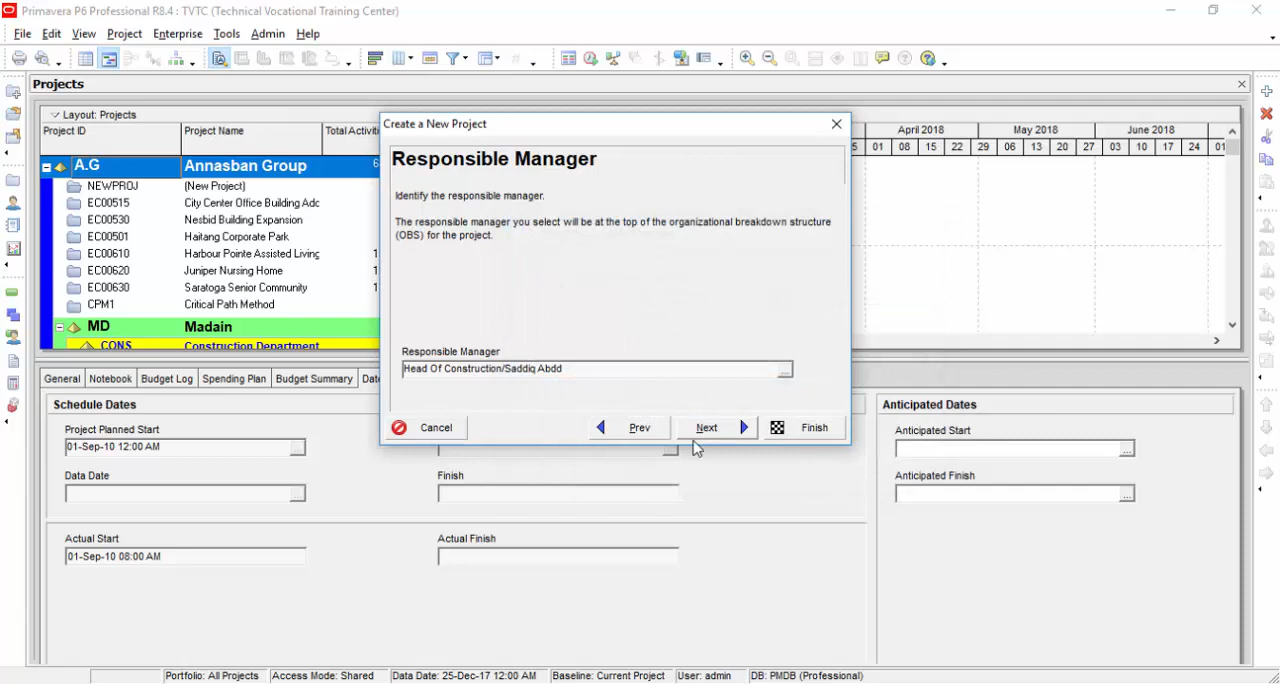 Primavera P6 Professional R8.4 : TVTC (Technical Vocational Training Center)
File Edit View Project Enterprise Tools Admin Help
Projects
Layout: Projects
Project ID Project Name Total Activiti
April 2018 May 2018 June 2018
5 01 08 15 22 29 06 13 20 27 03 10 17 24 01
A.G Annasban Group 6
NEWPROJ (New Project)
EC00515 City Center Office Building Adc
EC00530 Nesbid Building Expansion
EC00501 Haitang Corporate Park
EC00610 Harbour Pointe Assisted Living 1
EC00620 Juniper Nursing Home 1
EC00630 Saratoga Senior Community 1
CPM1 Critical Path Method
MD Madain
CONS Construction Department
Create a New Project
Responsible Manager
Identify the responsible manager.
The responsible manager you select will be at the top of the organizational breakdown structure
(OBS) for the project.
Responsible Manager
Head Of Construction/Saddiq Abdd ...
Cancel Prev Next Finish
General Notebook Budget Log Spending Plan Budget Summary Dat
Schedule Dates
Project Planned Start
01-Sep-10 12:00 AM
Data Date
Finish
Actual Start
01-Sep-10 08:00 AM
Actual Finish
Anticipated Dates
Anticipated Start
Anticipated Finish
Portfolio: All Projects Access Mode: Shared Data Date: 25-Dec-17 12:00 AM Baseline: Current Project User: admin DB: PMDB (Professional)